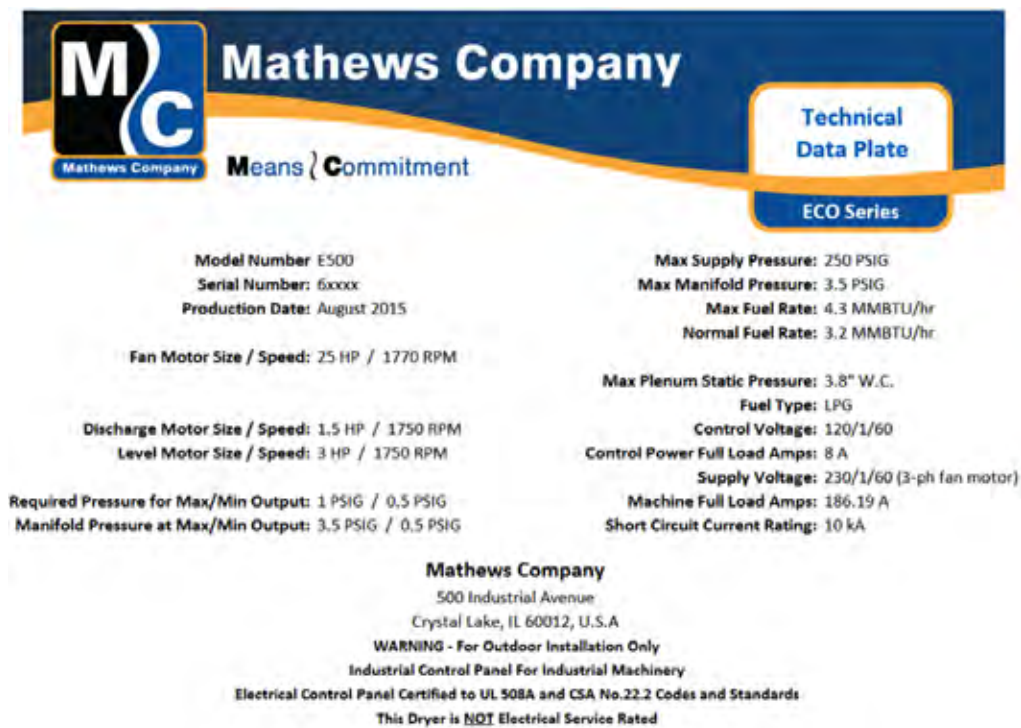 MC
Mathews Company
Mathews Company
Means Commitment
Technical
Data Plate
ECO Series
Model Number E500
Serial Number: 6xxxx
Production Date: August 2015
Fan Motor Size / Speed: 25 HP / 1770 RPM
Discharge Motor Size / Speed: 1.5 HP / 1750 RPM
Level Motor Size / Speed: 3 HP / 1750 RPM
Required Pressure for Max/Min Output: 1 PSIG / 0.5 PSIG
Manifold Pressure at Max/Min Output: 3.5 PSIG / 0.5 PSIG
Max Supply Pressure: 250 PSIG
Max Manifold Pressure: 3.5 PSIG
Max Fuel Rate: 4.3 MMBTU/hr
Normal Fuel Rate: 3.2 MMBTU/hr
Max Plenum Static Pressure: 3.8" W.C.
Fuel Type: LPG
Control Voltage: 120/1/60
Control Power Full Load Amps: 8 A
Supply Voltage: 230/1/60 (3-ph fan motor)
Machine Full Load Amps: 186.19 A
Short Circuit Current Rating: 10 kA
Mathews Company
500 Industrial Avenue
Crystal Lake, IL 60012, U.S.A
WARNING - For Outdoor Installation Only
Industrial Control Panel For Industrial Machinery
Electrical Control Panel Certified to UL 508A and CSA No.22.2 Codes and Standards
This Dryer is NOT Electrical Service Rated